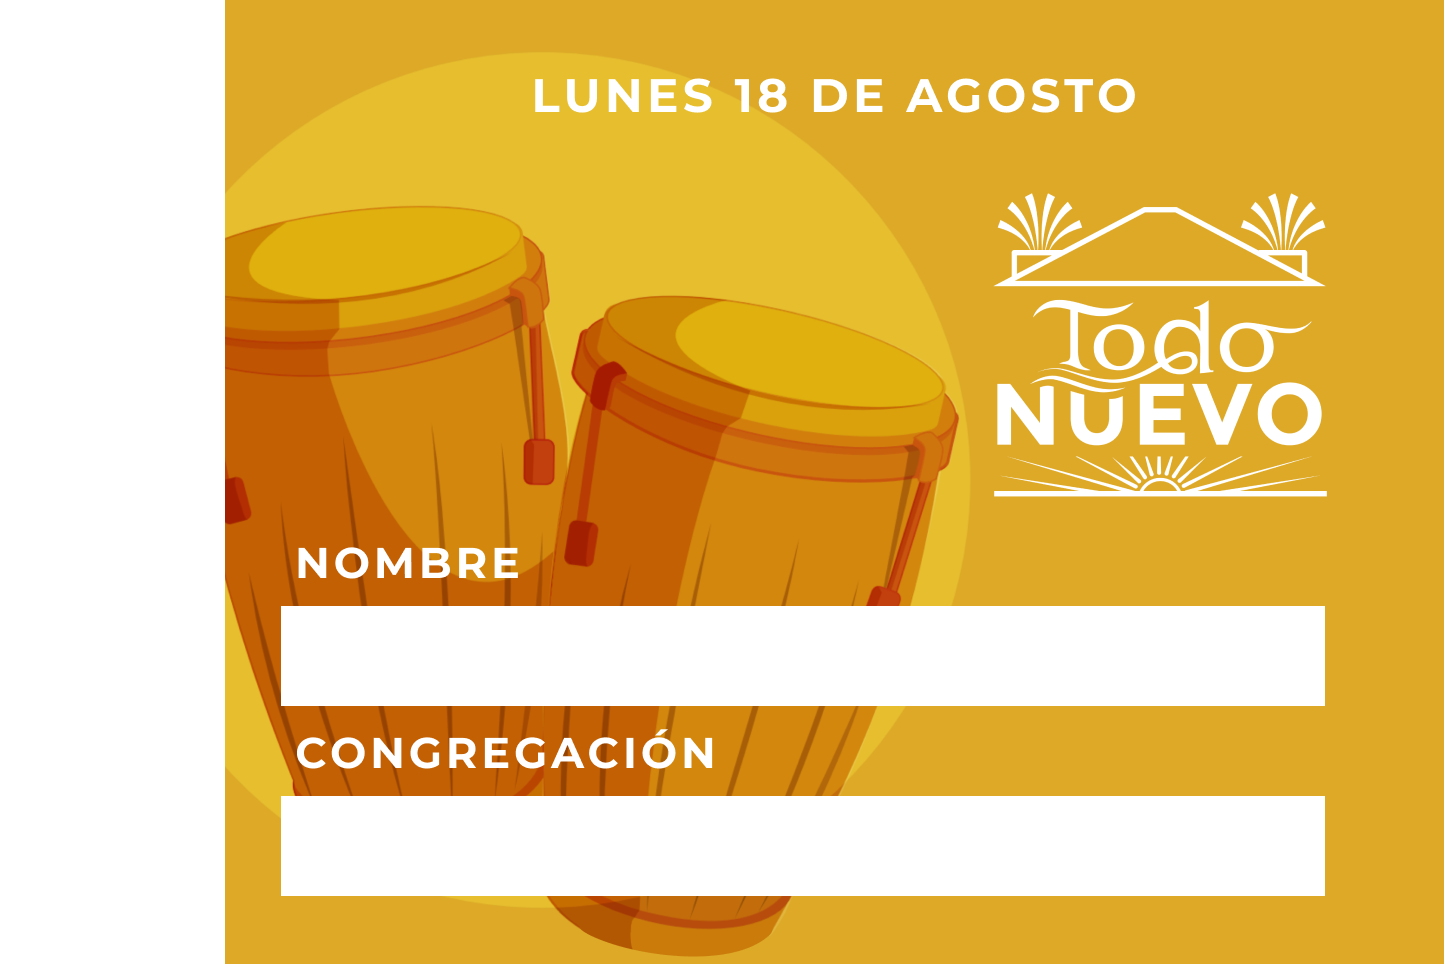 LUNES 18 DE AGOSTO
Todo
NUEVO
NOMBRE
CONGREGACIÓN